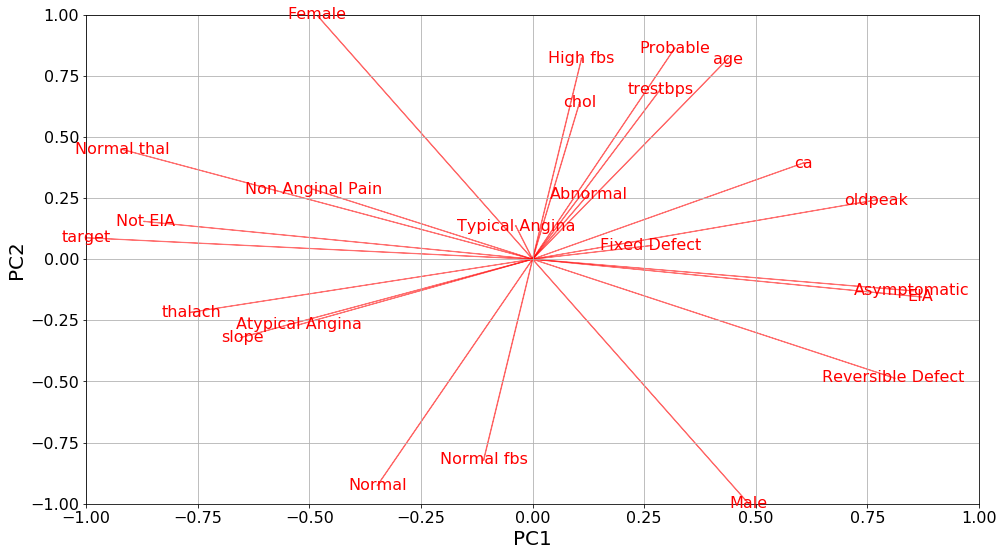 1.00
Female
Probable
High fbs
age
0.75
trestbps
chol
0.50
Normal thal
ca
Non Anginal Pain
Abnormal
0.25
oldpeak
Not EIA
Typical Angina
target
Fixed Defect
0.00
PC2
Asymptomatic
EIA
thalach
−0.25
Atypical Angina
slope
Reversible Defect
−0.50
−0.75
Normal fbs
Normal
Male
−1.00
−1.00 −0.75 −0.50 −0.25 0.00 0.25 0.50 0.75 1.00
PC1